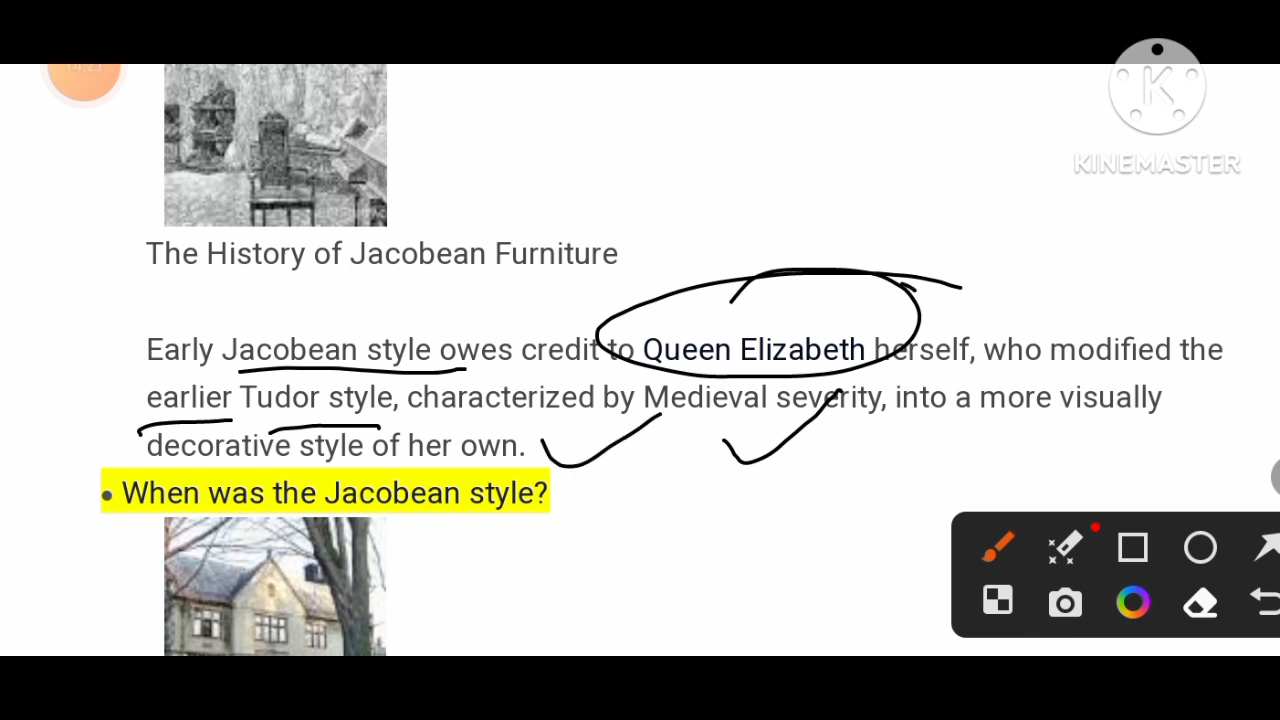 14:23
KINEMASTER
The History of Jacobean Furniture
Early Jacobean style owes credit to Queen Elizabeth herself, who modified the
earlier Tudor style, characterized by Medieval severity, into a more visually
decorative style of her own.
• When was the Jacobean style?